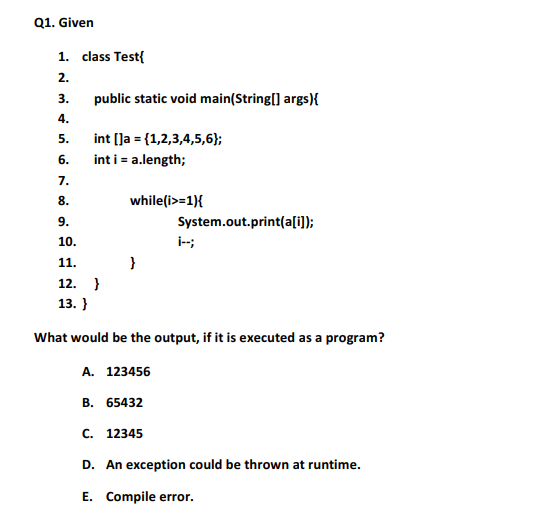 Q1. Given
1. class Test{
2.
3. public static void main(String[] args){
4.
5. int []a = {1,2,3,4,5,6};
6. int i = a.length;
7.
8. while(i>=1){
9. System.out.print(a[i]);
10. i--;
11. }
12. }
13. }
What would be the output, if it is executed as a program?
A. 123456
B. 65432
C. 12345
D. An exception could be thrown at runtime.
E. Compile error.